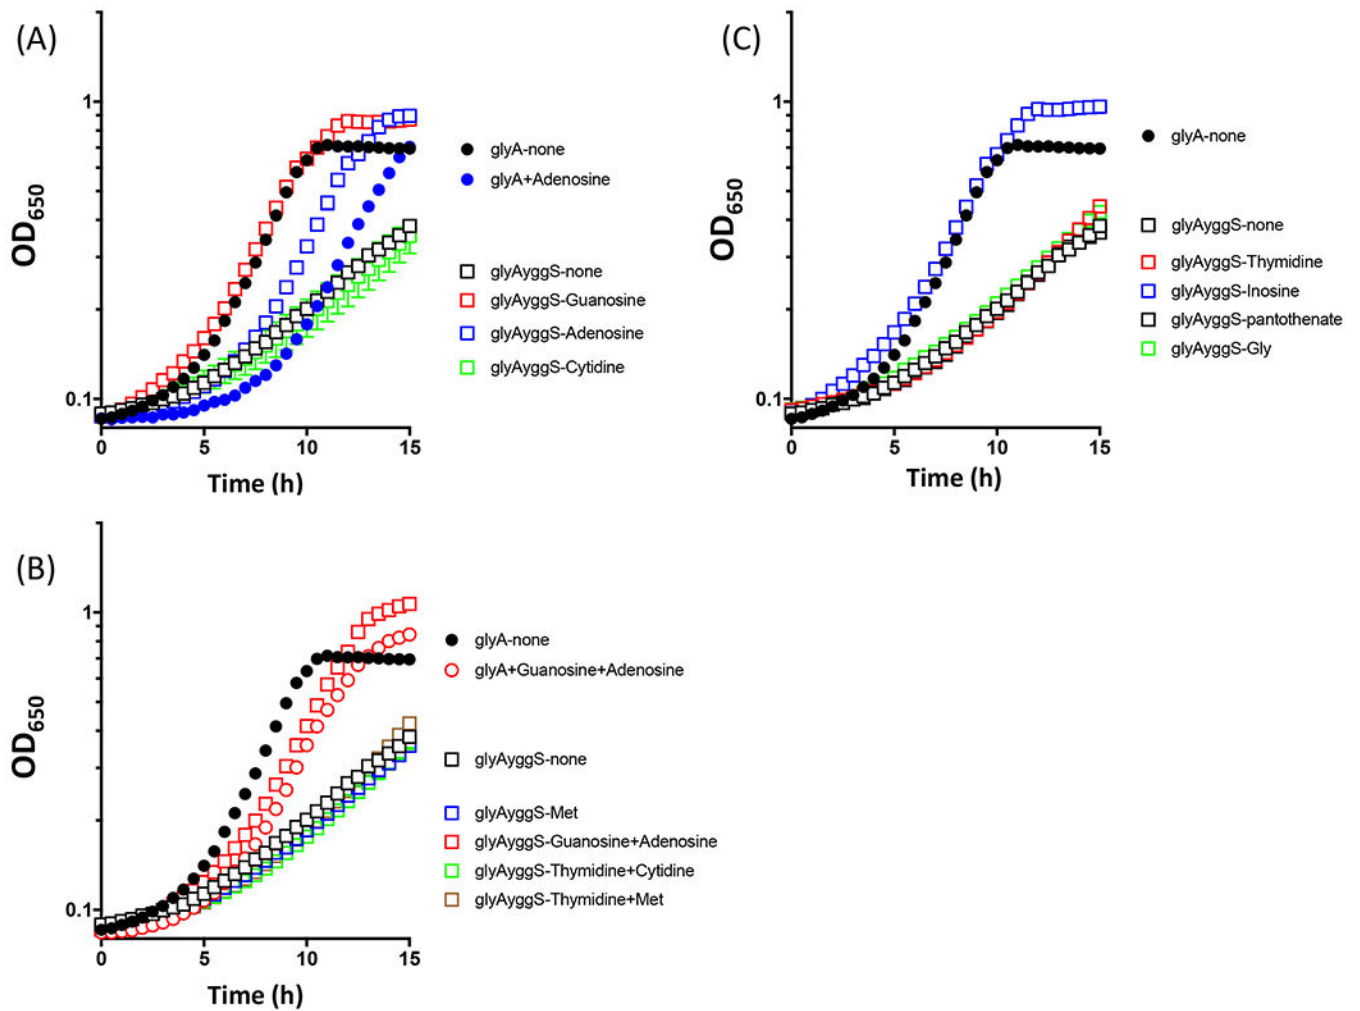 (A)
1
0.1
OD650
0
5
10
15
Time (h)
glyA-none
glyA+Adenosine
glyAyggS-none
glyAyggS-Guanosine
glyAyggS-Adenosine
glyAyggS-Cytidine
(C)
1
0.1
OD650
0
5
10
15
Time (h)
glyA-none
glyAyggS-none
glyAyggS-Thymidine
glyAyggS-Inosine
glyAyggS-pantothenate
glyAyggS-Gly
(B)
1
0.1
OD650
0
5
10
15
Time (h)
glyA-none
glyA+Guanosine+Adenosine
glyAyggS-none
glyAyggS-Met
glyAyggS-Guanosine+Adenosine
glyAyggS-Thymidine+Cytidine
glyAyggS-Thymidine+Met